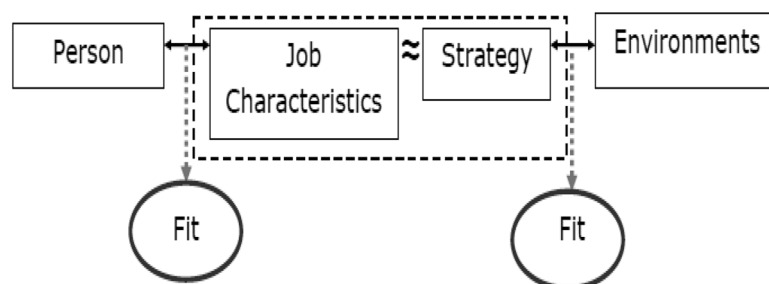 Person
Job
Characteristics
≈
Strategy
Environments
Fit
Fit